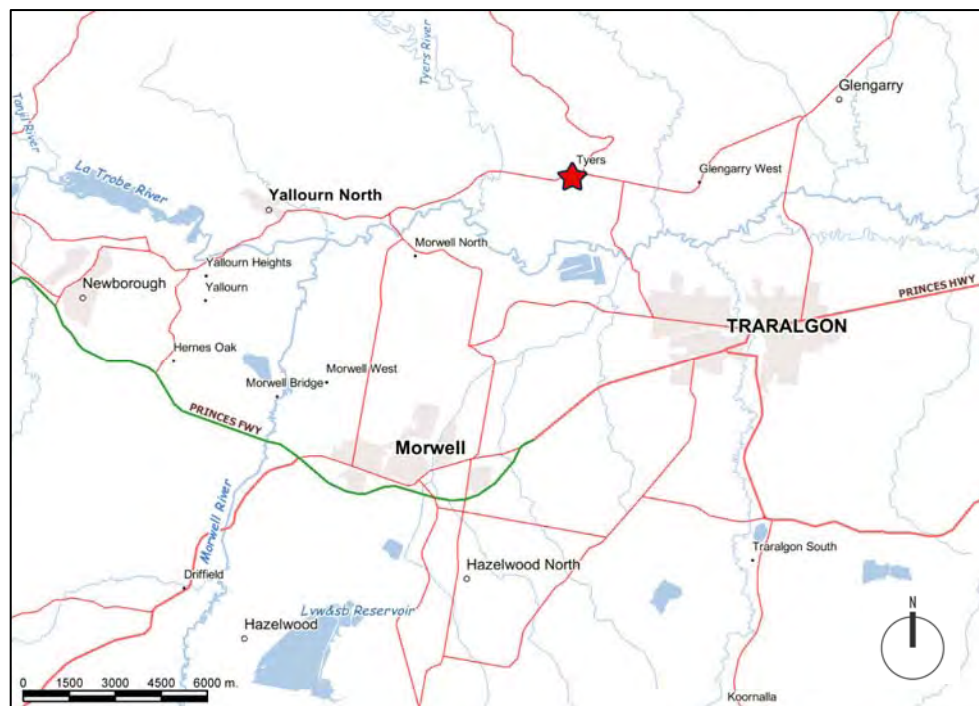 Tyers River
Glengarry
Tanjil River
Tyers
Glengarry West
La Trobe River
Yallourn North
Morwell North
Yallourn Heights
Newborough
Yallourn
PRINCES HWY
TRARALGON
Hernes Oak
Morwell West
Morwell Bridge
PRINCES FWY
Morwell
Morwell River
Traralgon South
Hazelwood North
Driffield
Lvw&sb Reservoir
Hazelwood
N
0 1500 3000 4500 6000 m.
Koornalla